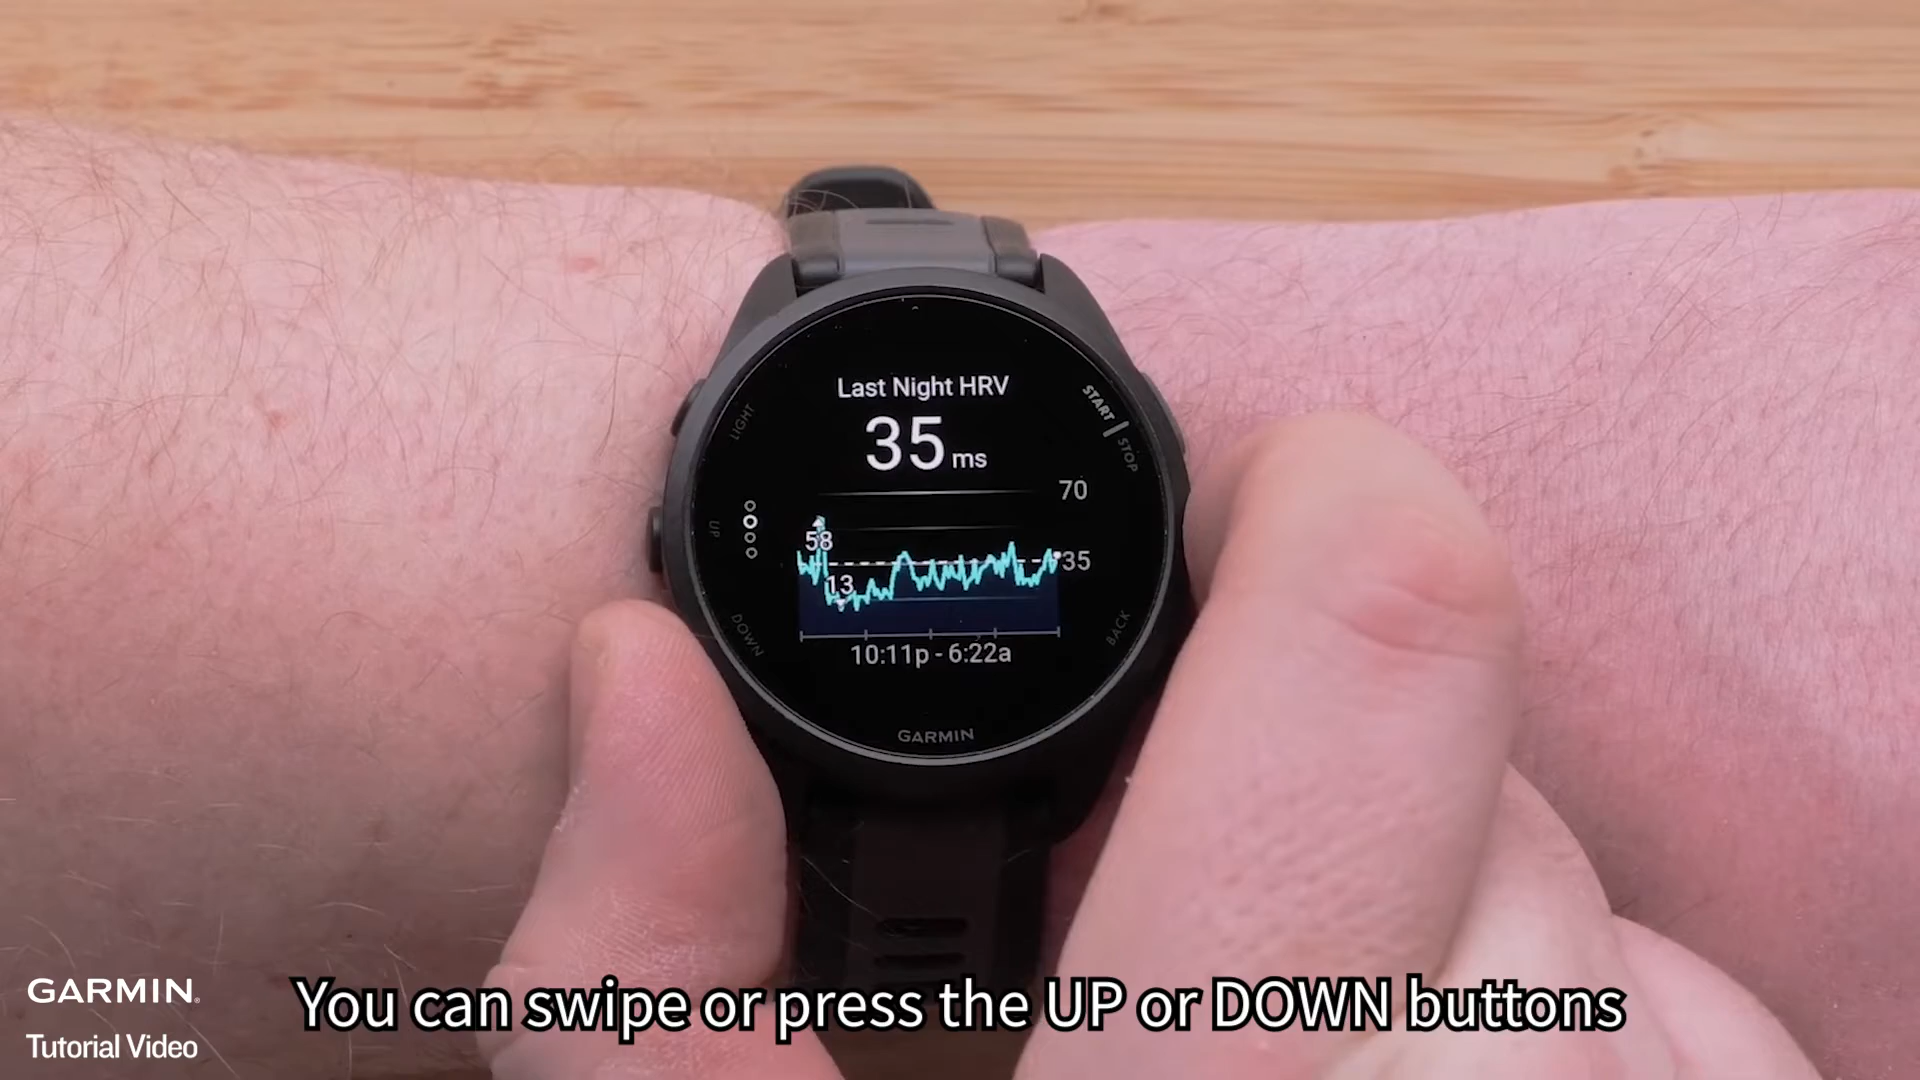 Last Night HRV
35 ms
70
58
35
13
10:11p - 6:22a
LIGHT
UP
DOWN
START
STOP
BACK
GARMIN
GARMIN
Tutorial Video
You can swipe or press the UP or DOWN buttons